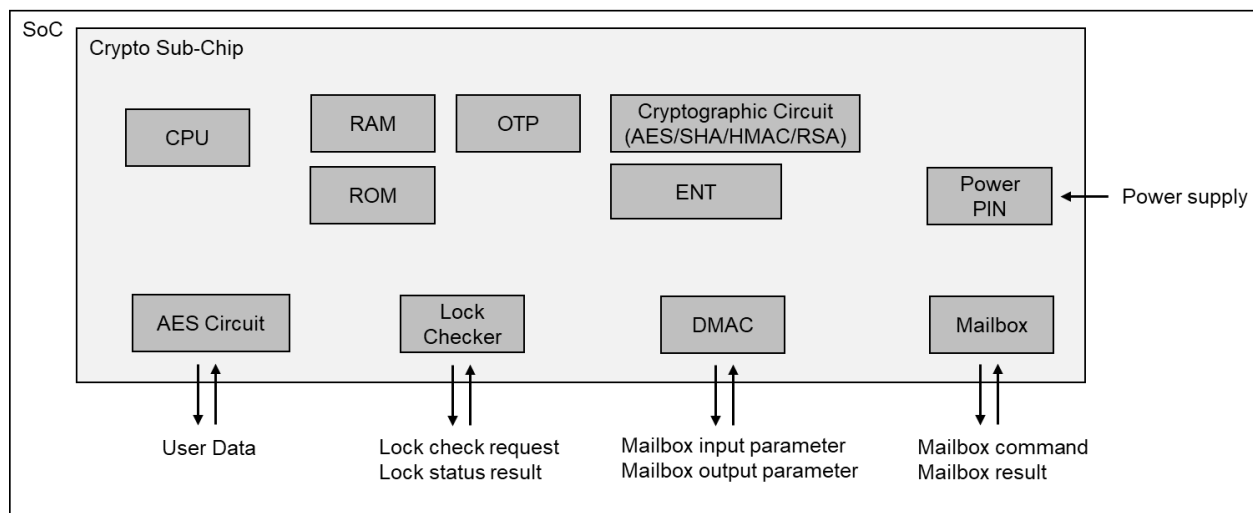 SoC
Crypto Sub-Chip
CPU
RAM
OTP
Cryptographic Circuit
(AES/SHA/HMAC/RSA)
ROM
ENT
Power
PIN
Power supply
AES Circuit
Lock
Checker
DMAC
Mailbox
User Data
Lock check request
Lock status result
Mailbox input parameter
Mailbox output parameter
Mailbox command
Mailbox result